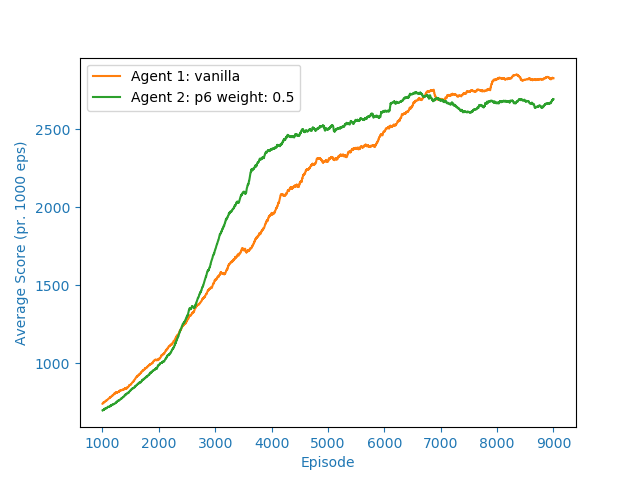 Agent 1: vanilla
Agent 2: p6 weight: 0.5
Average Score (pr. 1000 eps)
2500
2000
1500
1000
1000 2000 3000 4000 5000 6000 7000 8000 9000
Episode